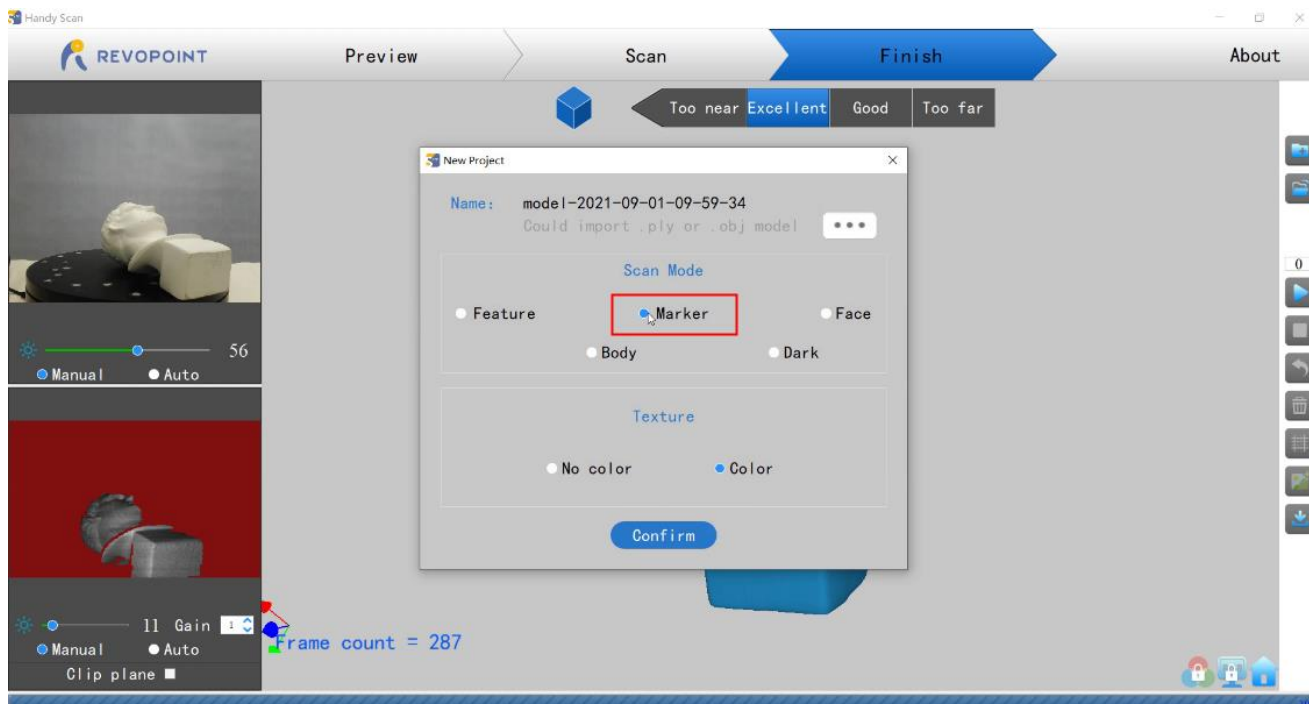 Handy Scan
REVOPOINT
Preview
Scan
Finish
About
Too near Excellent Good Too far
New Project
Name: model-2021-09-01-09-59-34
Could import .ply or .obj model
Scan Mode
Feature Marker Face
Body Dark
Texture
No color Color
Confirm
56
Manual Auto
0
11 Gain 1
Manual Auto
Clip plane
Frame count = 287